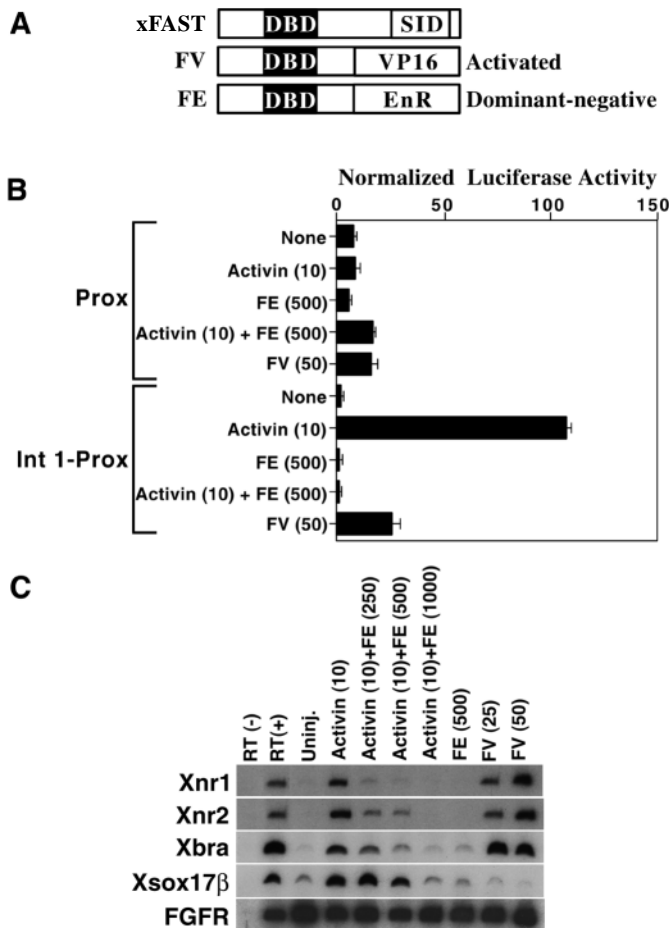 A
xFAST DBD SID
FV DBD VP16 Activated
FE DBD EnR Dominant-negative
B
Normalized Luciferase Activity
0 50 100 150
Prox
None
Activin (10)
FE (500)
Activin (10) + FE (500)
FV (50)
Int 1-Prox
None
Activin (10)
FE (500)
Activin (10) + FE (500)
FV (50)
C
RT (-)
RT(+)
Uninj.
Activin (10)
Activin (10)+FE (250)
Activin (10)+FE (500)
Activin (10)+FE (1000)
FE (500)
FV (25)
FV (50)
Xnr1
Xnr2
Xbra
Xsox17β
FGFR